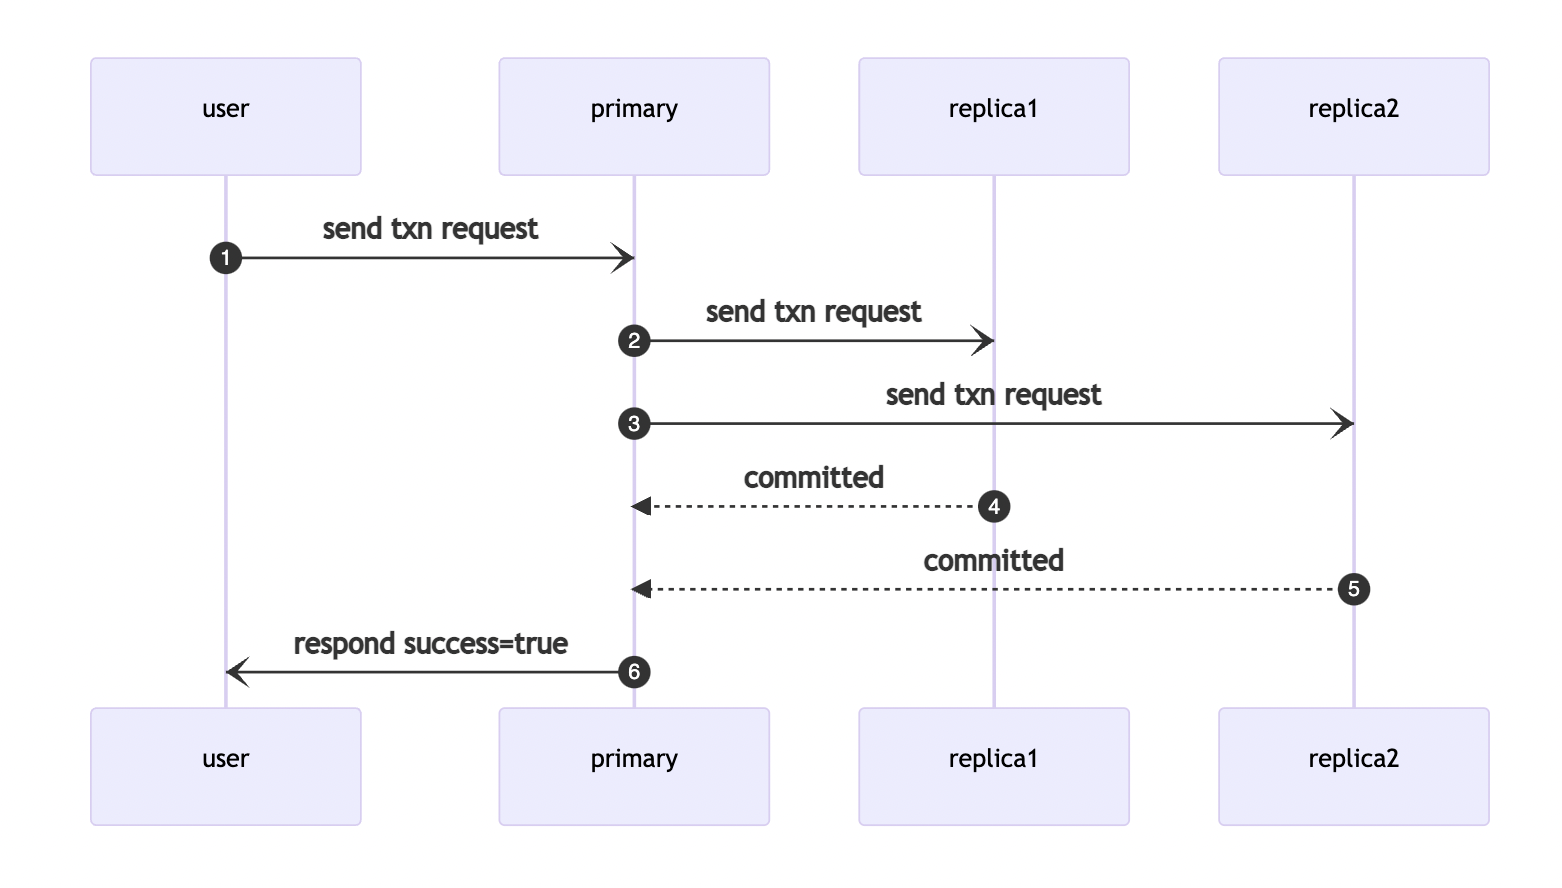 user
primary
replica1
replica2
send txn request
1
send txn request
2
send txn request
3
committed
4
committed
5
respond success=true
6
user
primary
replica1
replica2